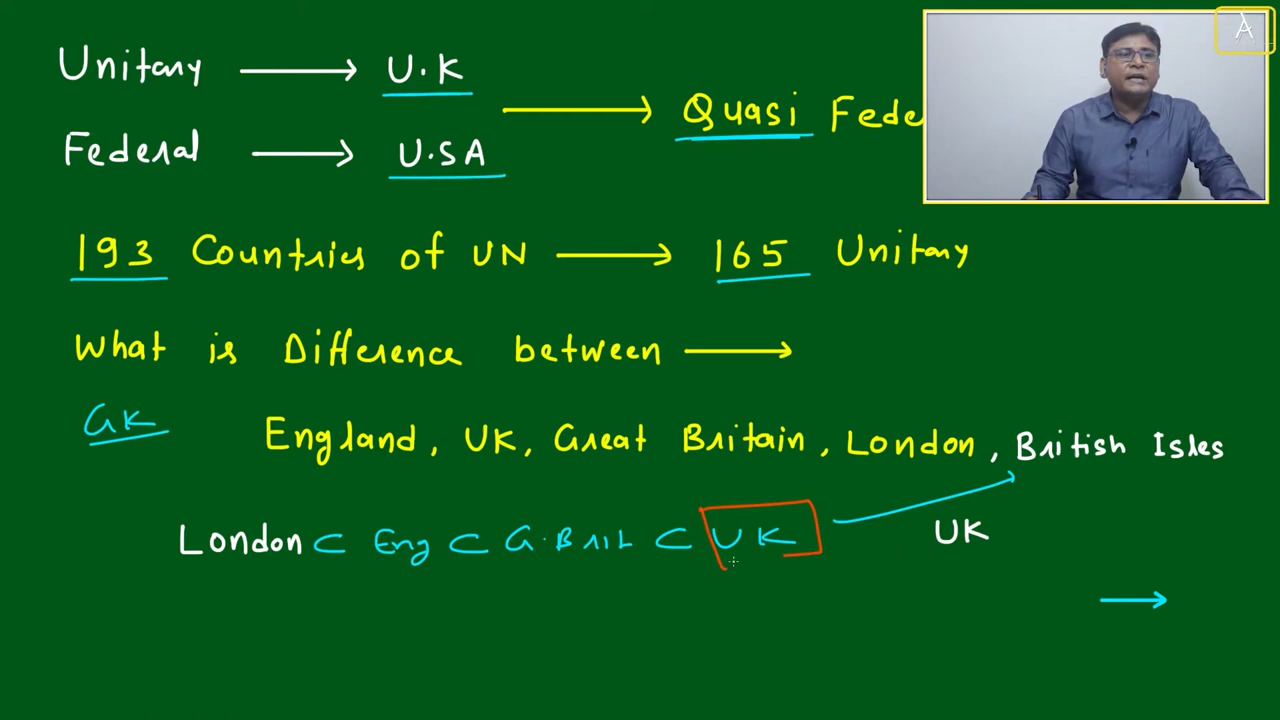 Unitary → U.K
→ Quasi Fede
Federal → U.SA
193 Countries of UN → 165 Unitary
What is Difference between →
GK England, UK, Great Britain, London, British Isles
London ⊂ Eng ⊂ G.Brit ⊂ UK → UK
→